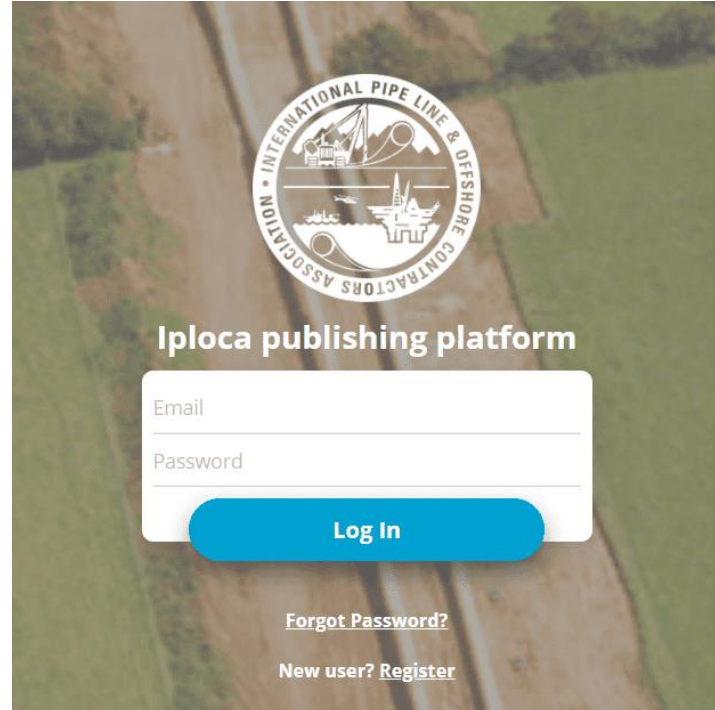 INTERNATIONAL PIPE LINE & OFFSHORE CONTRACTORS ASSOCIATION •
Iploca publishing platform
Email
Password
Log In
Forgot Password?
New user? Register